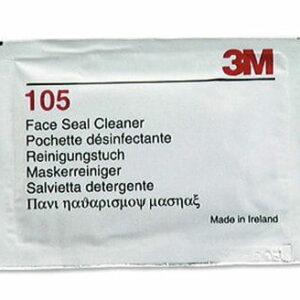 3M
105
Face Seal Cleaner
Pochette désinfectante
Reinigungstuch
Maskerreiniger
Salvietta detergente
Πανι ηαθαρισμοψ μασηαξ
Made in Ireland